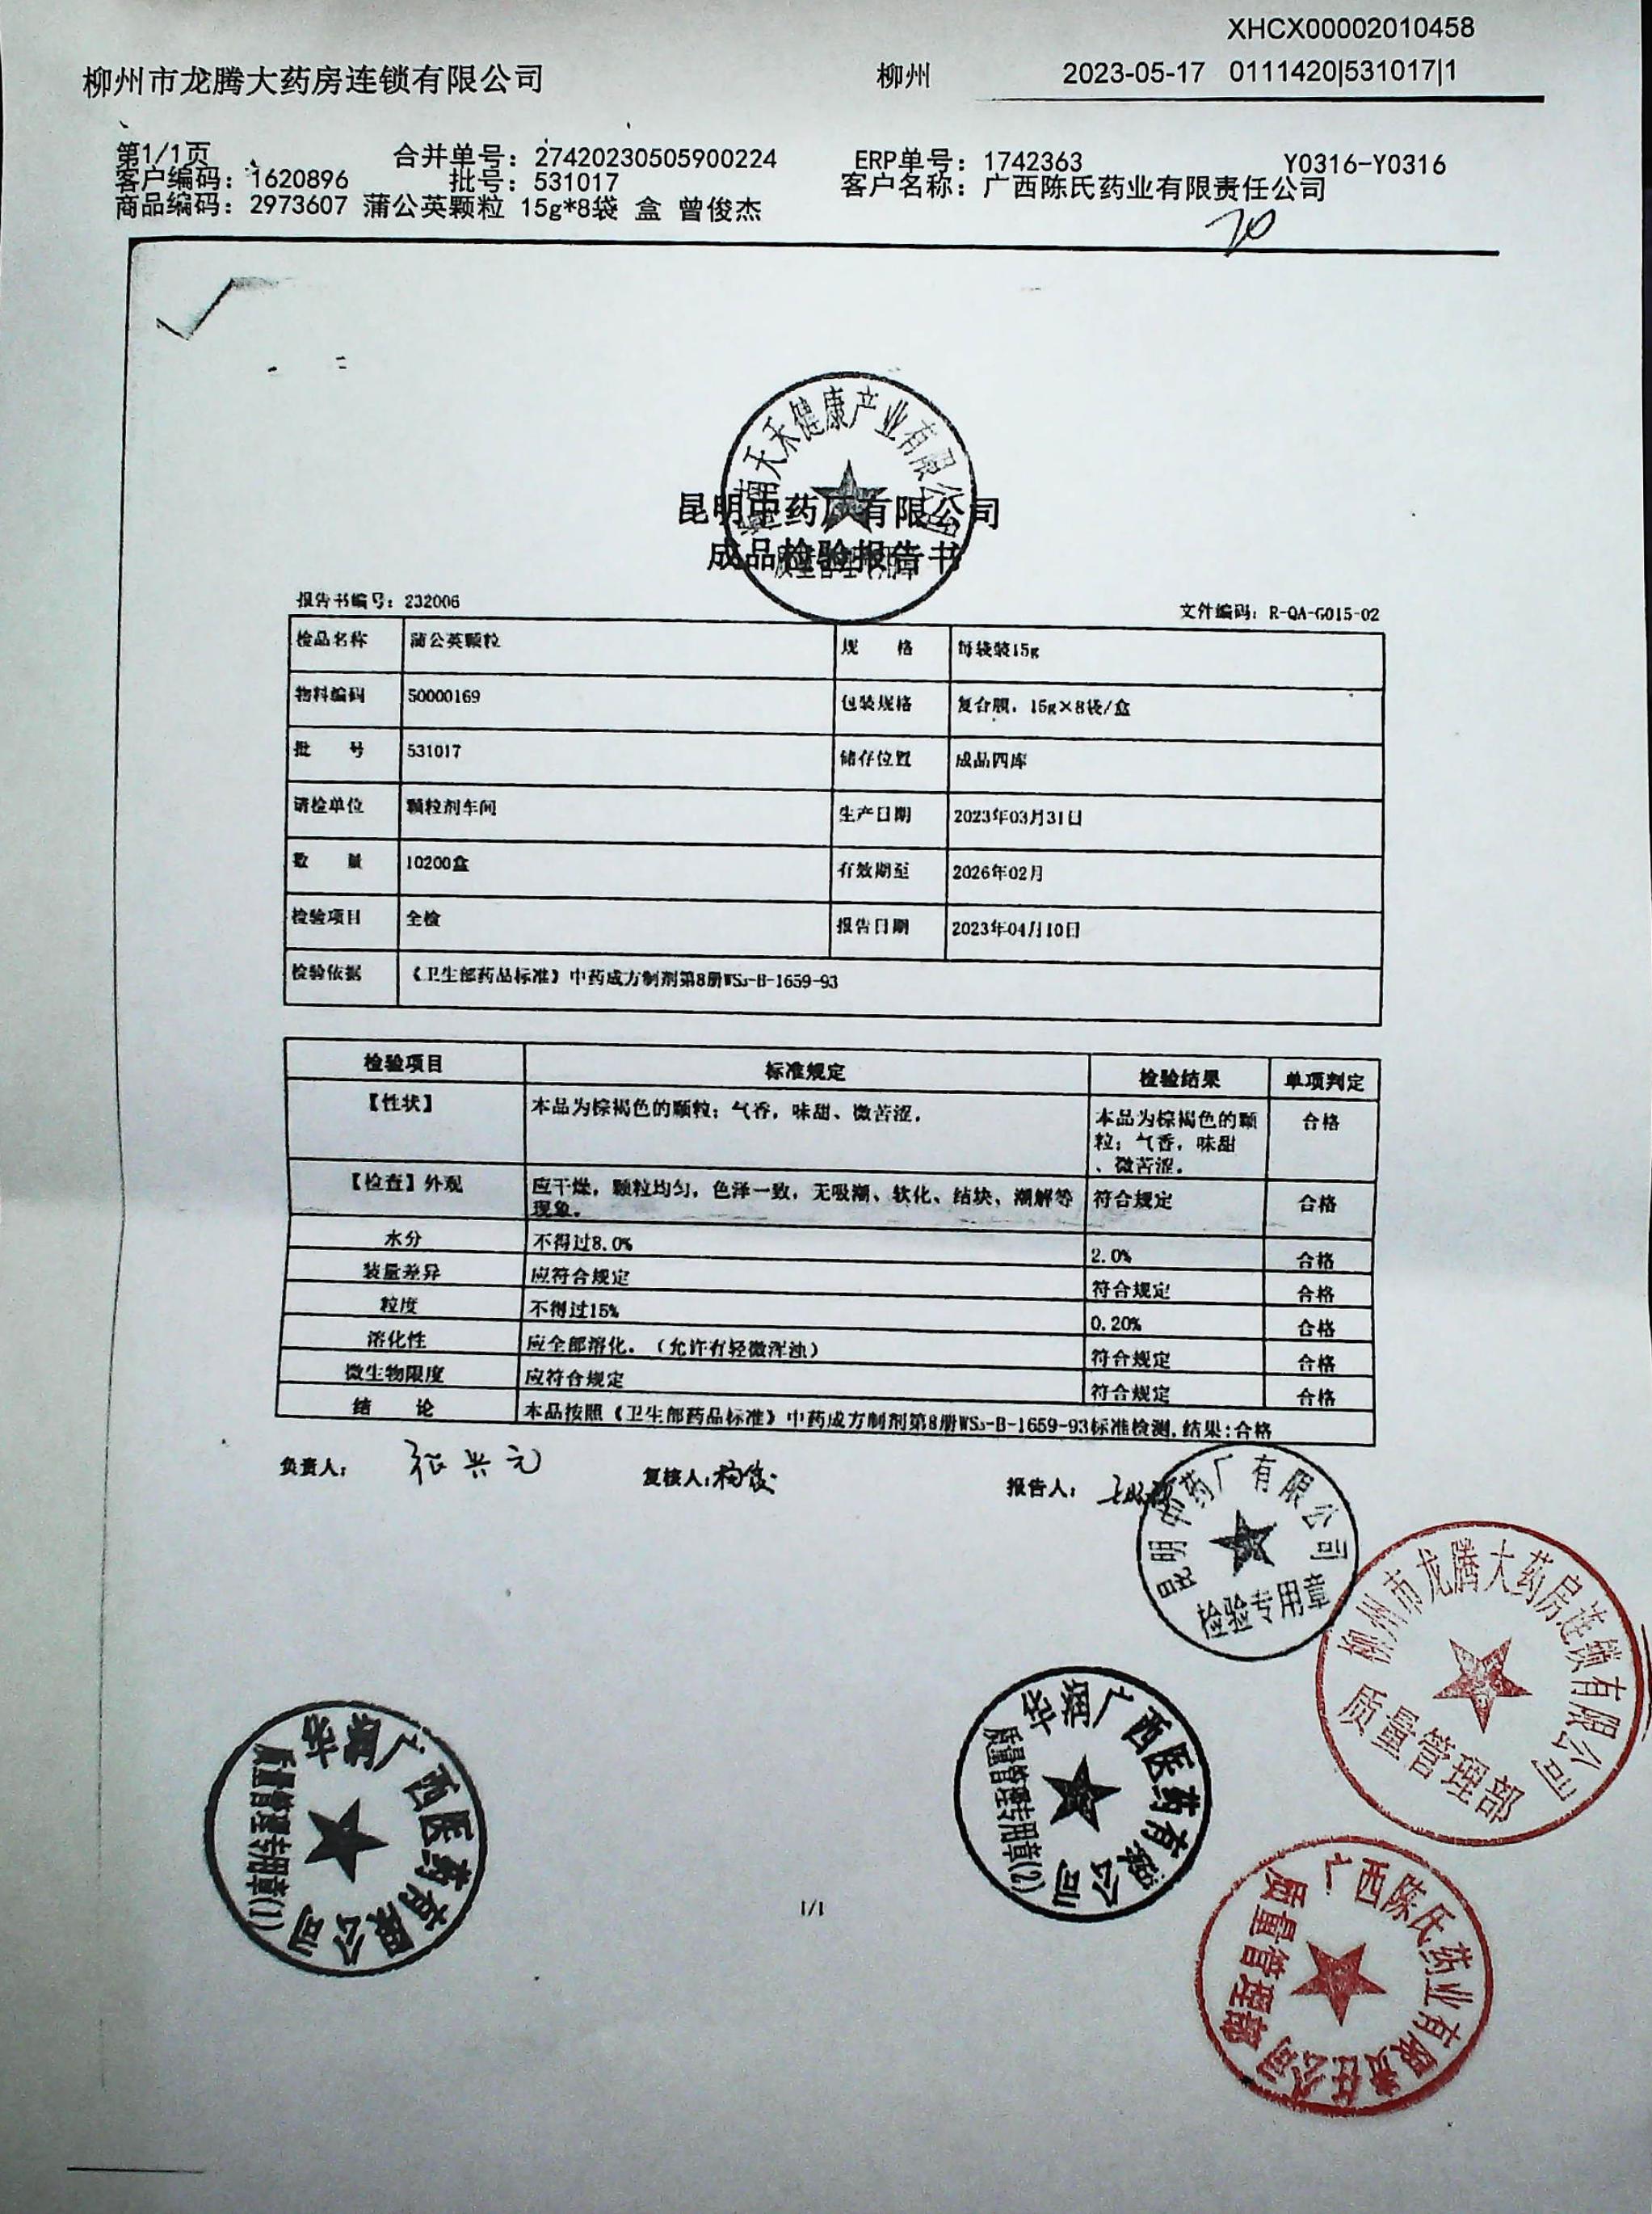 XHCX00002010458
柳州市龙腾大药房连锁有限公司 柳州 2023-05-17 0111420|531017|1
第1/1页 合并单号：27420230505900224 ERP单号：1742363 Y0316-Y0316
客户编码：1620896 批号：531017 客户名称：广西陈氏药业有限责任公司
商品编码：2973607 蒲公英颗粒 15g*8袋 盒 曾俊杰
天禾健康产业有限公司
昆明中药厂有限公司
成品检验报告书
报告书编号：232006 文件编码：R-QA-G015-02
检品名称 蒲公英颗粒 规 格 每袋装15g
物料编码 50000169 包装规格 复合膜，15g×8袋/盒
批 号 531017 储存位置 成品四库
请检单位 颗粒剂车间 生产日期 2023年03月31日
数 量 10200盒 有效期至 2026年02月
检验项目 全检 报告日期 2023年04月10日
检验依据 《卫生部药品标准》中药成方制剂第8册WS₃-B-1659-93
检验项目 标准规定 检验结果 单项判定
【性状】 本品为棕褐色的颗粒；气香，味甜、微苦涩。 本品为棕褐色的颗 合格
粒；气香，味甜
、微苦涩。
【检查】外观 应干燥，颗粒均匀，色泽一致，无吸潮、软化、结块、潮解等 符合规定 合格
现象。
水分 不得过8.0% 2.0% 合格
装量差异 应符合规定 符合规定 合格
粒度 不得过15% 0.20% 合格
溶化性 应全部溶化。（允许有轻微浑浊） 符合规定 合格
微生物限度 应符合规定 符合规定 合格
结 论 本品按照《卫生部药品标准》中药成方制剂第8册WS₃-B-1659-93标准检测,结果:合格
负责人： 张兴元 复核人： 报告人：
昆明中药厂有限公司
检验专用章
柳州市龙腾大药房连锁有限公司
质量管理部
华润广西医药有限公司
质量管理专用章(1)
华润广西医药有限公司
质量管理专用章(2)
广西陈氏药业有限责任公司
质量管理部
1/1